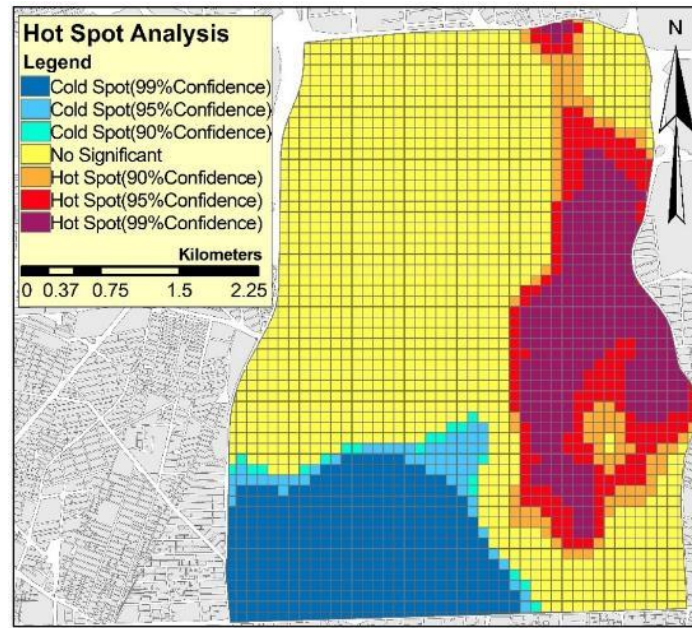 Hot Spot Analysis
Legend
Cold Spot(99%Confidence)
Cold Spot(95%Confidence)
Cold Spot(90%Confidence)
No Significant
Hot Spot(90%Confidence)
Hot Spot(95%Confidence)
Hot Spot(99%Confidence)
Kilometers
0 0.37 0.75 1.5 2.25
N